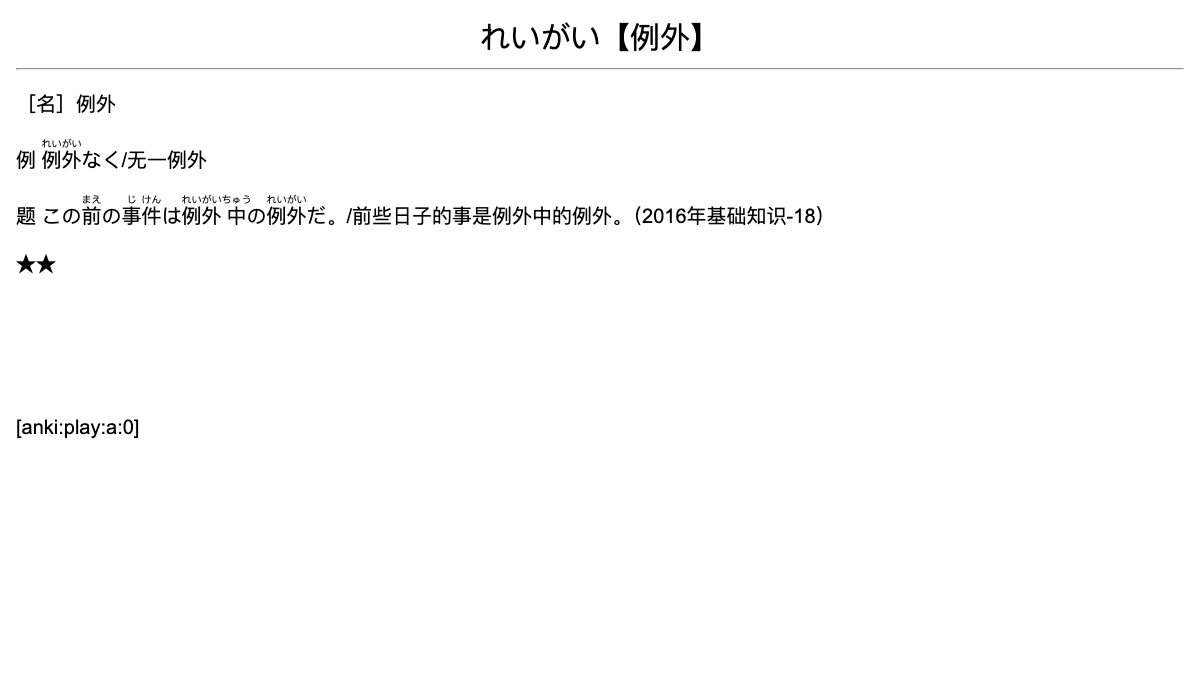 れいがい【例外】
［名］例外
れいがい
例 例外なく/无一例外
まえ じ けん れいがいちゅう れいがい
题 この前の事件は例外 中の例外だ。/前些日子的事是例外中的例外。（2016年基础知识-18）
★★
[anki:play:a:0]